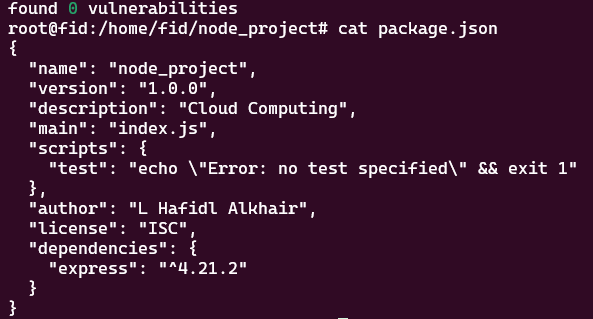 found 0 vulnerabilities
root@fid:/home/fid/node_project# cat package.json
{
  "name": "node_project",
  "version": "1.0.0",
  "description": "Cloud Computing",
  "main": "index.js",
  "scripts": {
    "test": "echo \"Error: no test specified\" && exit 1"
  },
  "author": "L Hafidl Alkhair",
  "license": "ISC",
  "dependencies": {
    "express": "^4.21.2"
  }
}